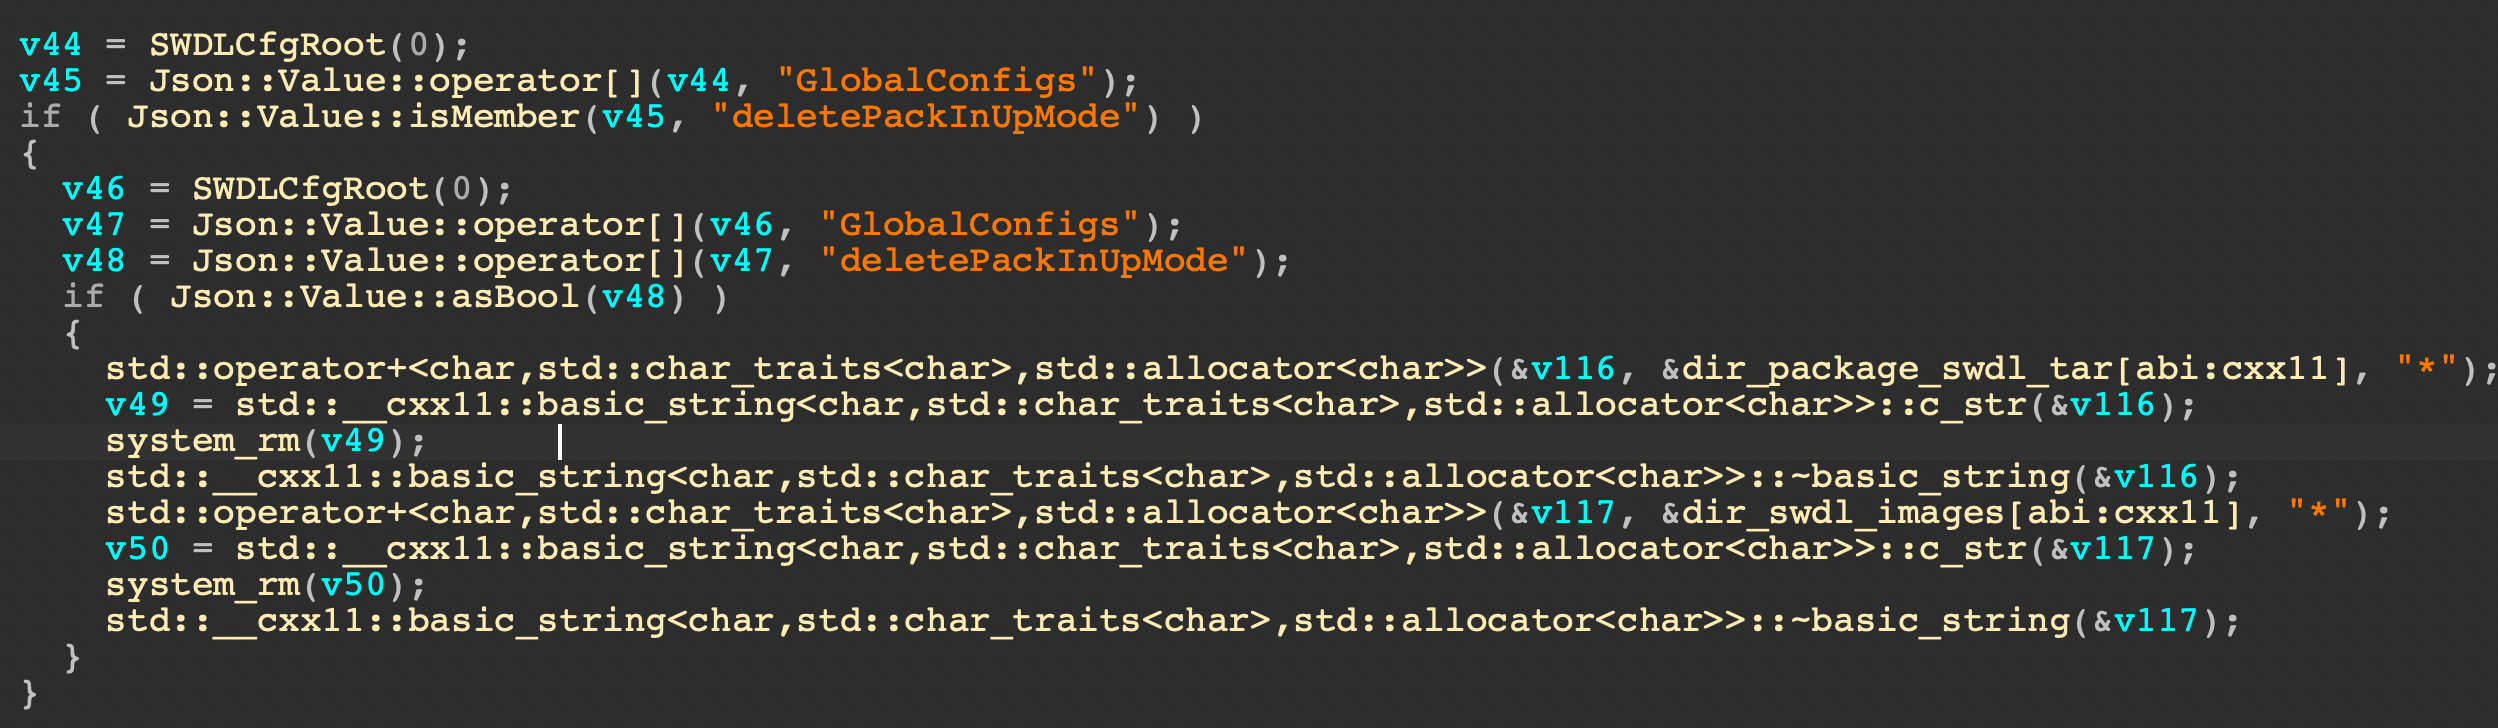 v44 = SWDLCfgRoot(0);
v45 = Json::Value::operator[](v44, "GlobalConfigs");
if ( Json::Value::isMember(v45, "deletePackInUpMode") )
{
  v46 = SWDLCfgRoot(0);
  v47 = Json::Value::operator[](v46, "GlobalConfigs");
  v48 = Json::Value::operator[](v47, "deletePackInUpMode");
  if ( Json::Value::asBool(v48) )
  {
    std::operator+<char,std::char_traits<char>,std::allocator<char>>(&v116, &dir_package_swdl_tar[abi:cxx11], "*");
    v49 = std::__cxx11::basic_string<char,std::char_traits<char>,std::allocator<char>>::c_str(&v116);
    system_rm(v49);
    std::__cxx11::basic_string<char,std::char_traits<char>,std::allocator<char>>::~basic_string(&v116);
    std::operator+<char,std::char_traits<char>,std::allocator<char>>(&v117, &dir_swdl_images[abi:cxx11], "*");
    v50 = std::__cxx11::basic_string<char,std::char_traits<char>,std::allocator<char>>::c_str(&v117);
    system_rm(v50);
    std::__cxx11::basic_string<char,std::char_traits<char>,std::allocator<char>>::~basic_string(&v117);
  }
}